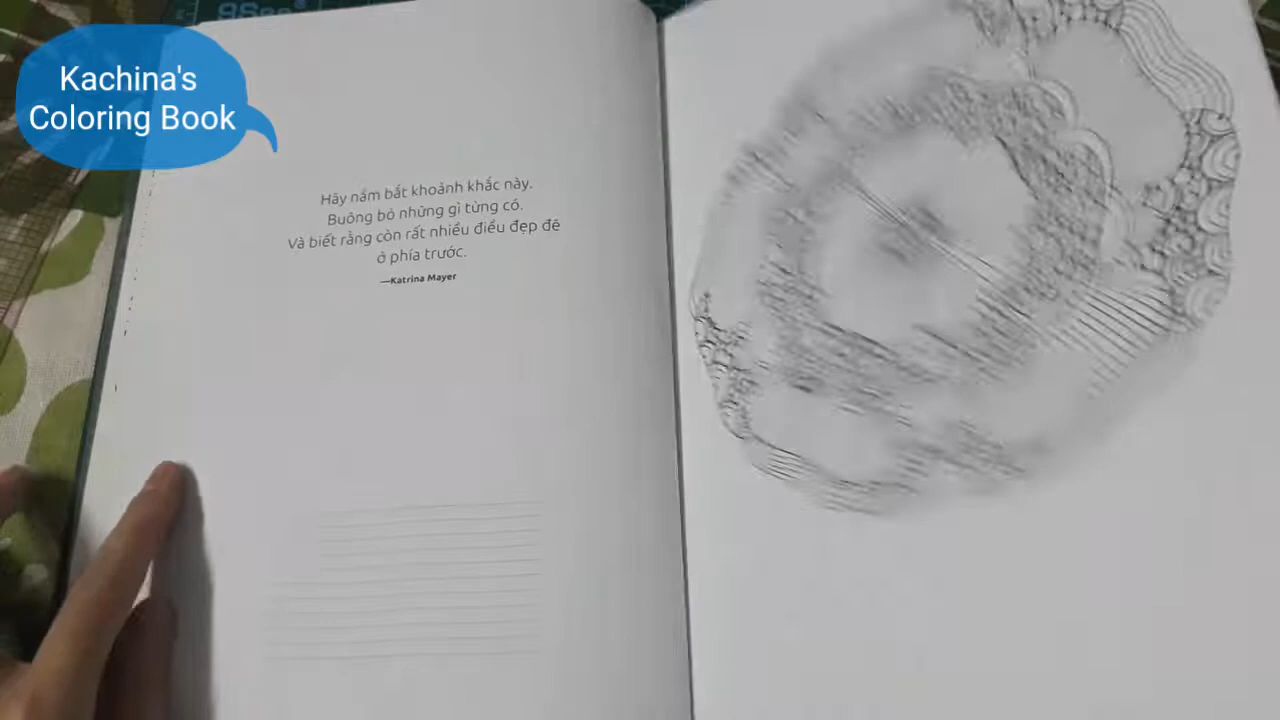 Kachina's
Coloring Book
Hãy nắm bắt khoảnh khắc này.
Buông bỏ những gì từng có.
Và biết rằng còn rất nhiều điều đẹp đẽ
ở phía trước.
—Katrina Mayer